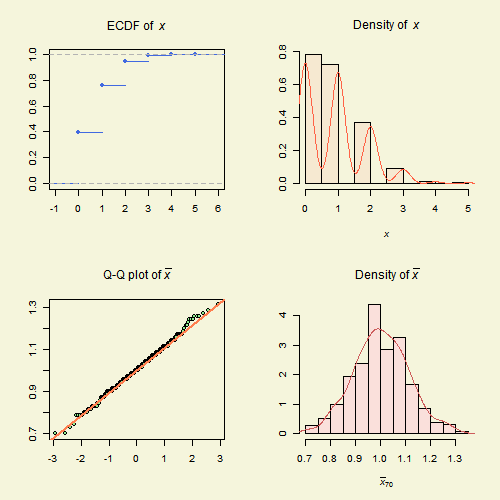 ECDF of x
0.0 0.2 0.4 0.6 0.8 1.0
-1 0 1 2 3 4 5 6
Density of x
0.0 0.2 0.4 0.6 0.8
0 1 2 3 4 5
x
Q-Q plot of x̅
0.7 0.9 1.1 1.3
-3 -2 -1 0 1 2 3
Density of x̅
0 1 2 3 4
0.7 0.8 0.9 1.0 1.1 1.2 1.3
x̅₇₀